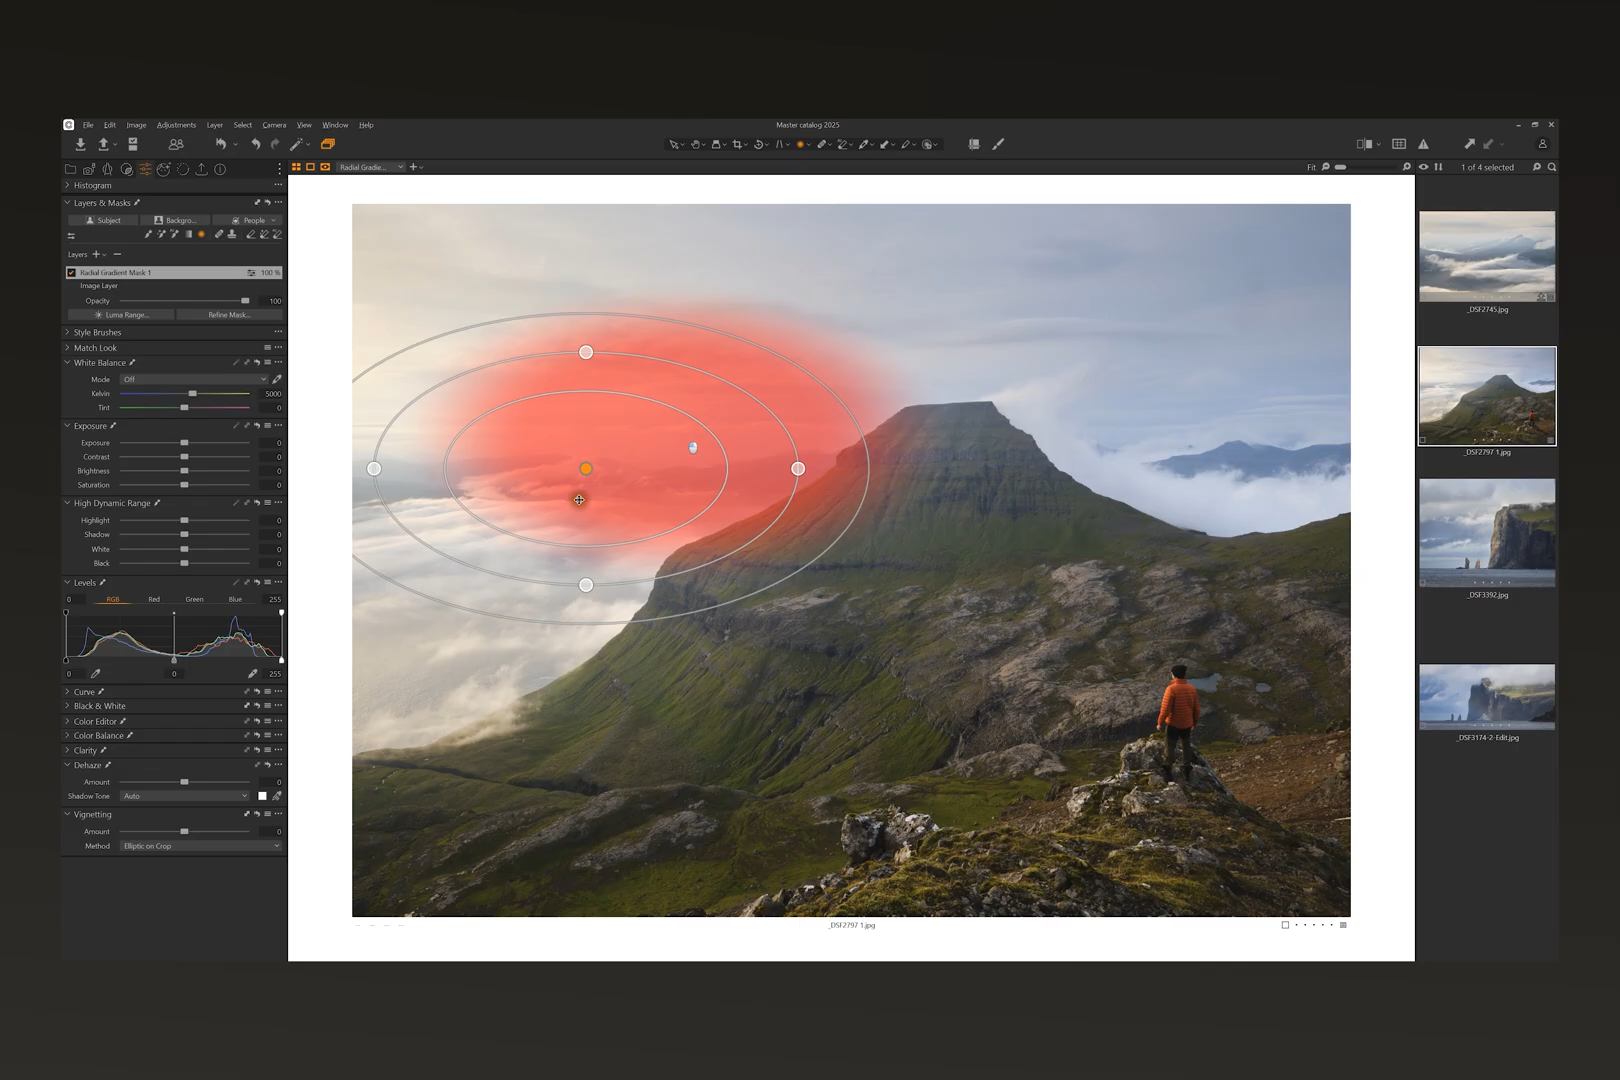 File Edit Image Adjustments Layer Select Camera View Window Help
Master catalog 2025
Radial Gradie...
Fit
1 of 4 selected
Histogram
Layers & Masks
Subject Backgro... People
Layers
Radial Gradient Mask 1 100 %
Image Layer
Opacity 100
Luma Range... Refine Mask...
Style Brushes
Match Look
White Balance
Mode Off
Kelvin 5000
Tint 0
Exposure
Exposure 0
Contrast 0
Brightness 0
Saturation 0
High Dynamic Range
Highlight 0
Shadow 0
White 0
Black 0
Levels
0 RGB Red Green Blue 255
0 0 255
Curve
Black & White
Color Editor
Color Balance
Clarity
Dehaze
Amount 0
Shadow Tone Auto
Vignetting
Amount 0
Method Elliptic on Crop
_DSF2797 1.jpg
_DSF2745.jpg
_DSF2797 1.jpg
_DSF3392.jpg
_DSF3174-2-Edit.jpg